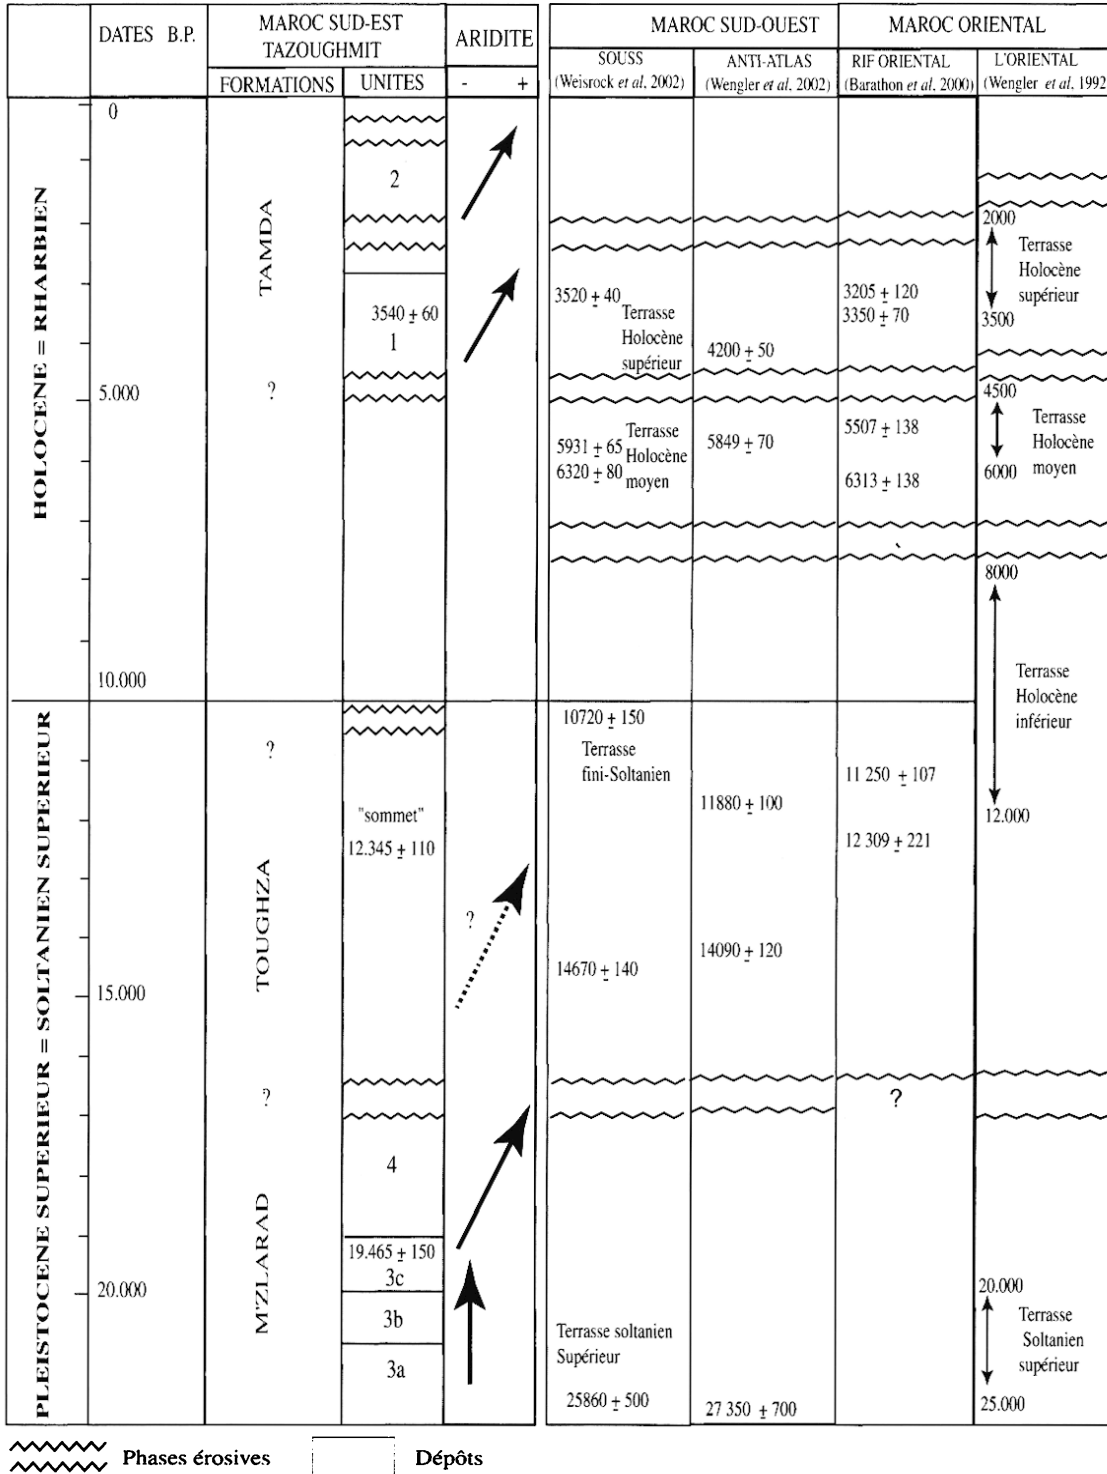 DATES B.P.
MAROC SUD-EST
TAZOUGHMIT
FORMATIONS
UNITES
ARIDITE
- +
MAROC SUD-OUEST
SOUSS
(Weisrock et al, 2002)
ANTI-ATLAS
(Wengler et al, 2002)
MAROC ORIENTAL
RIF ORIENTAL
(Barathon et al, 2000)
L'ORIENTAL
(Wengler et al, 1992
HOLOCENE = RHARBIEN
PLEISTOCENE SUPERIEUR = SOLTANIEN SUPERIEUR
0
5.000
10.000
15.000
20.000
TAMDA
?
?
TOUGHZA
?
M'ZLARAD
2
3540 ± 60
1
"sommet"
12.345 ± 110
4
19.465 ± 150
3c
3b
3a
?
3520 ± 40
Terrasse
Holocène
supérieur
5931 ± 65
6320 ± 80
Terrasse
Holocène
moyen
10720 ± 150
Terrasse
fini-Soltanien
14670 ± 140
Terrasse soltanien
Supérieur
25860 ± 500
4200 ± 50
5849 ± 70
11880 ± 100
14090 ± 120
27 350 ± 700
3205 ± 120
3350 ± 70
5507 ± 138
6313 ± 138
11 250 ± 107
12 309 ± 221
?
2000
Terrasse
Holocène
supérieur
3500
4500
Terrasse
Holocène
moyen
6000
8000
Terrasse
Holocène
inférieur
12.000
20.000
Terrasse
Soltanien
supérieur
25.000
Phases érosives
Dépôts